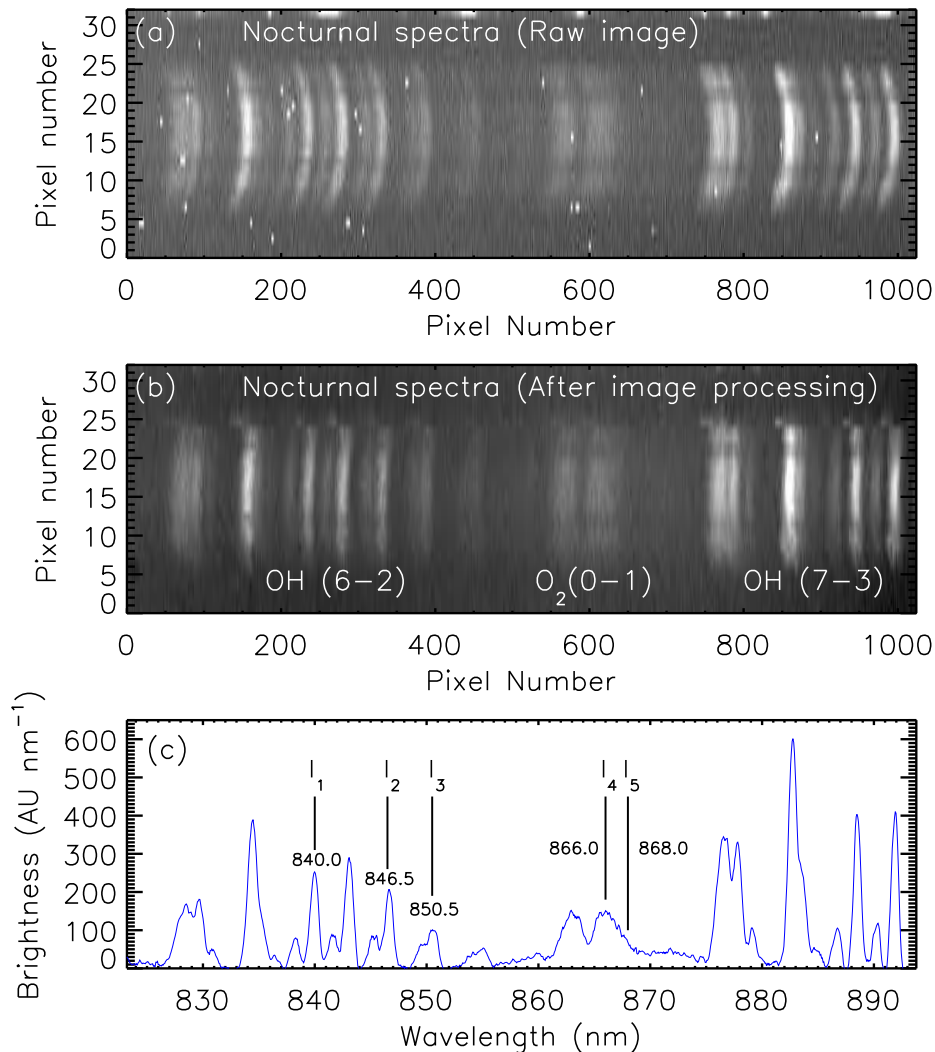 (a) Nocturnal spectra (Raw image)
30
25
20
15
10
5
0
Pixel number
0 200 400 600 800 1000
Pixel Number
(b) Nocturnal spectra (After image processing)
30
25
20
15
10
5
0
Pixel number
OH (6−2) O₂(0−1) OH (7−3)
0 200 400 600 800 1000
Pixel Number
(c)
600
500
400
300
200
100
0
Brightness (AU nm⁻¹)
1 2 3 4 5
840.0 846.5 850.5 866.0 868.0
830 840 850 860 870 880 890
Wavelength (nm)